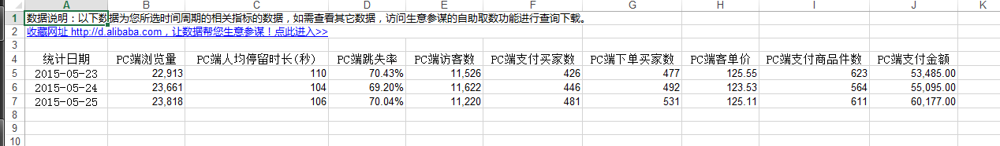 A B C D E F G H I J K
1 数据说明：以下数据为您所选时间周期的相关指标的数据，如需查看其它数据，访问生意参谋的自助取数功能进行查询下载。
2 收藏网址 http://d.alibaba.com，让数据帮您生意参谋！点此进入>>
3
4 统计日期 PC端浏览量 PC端人均停留时长(秒) PC端跳失率 PC端访客数 PC端支付买家数 PC端下单买家数 PC端客单价 PC端支付商品件数 PC端支付金额
5 2015-05-23 22,913 110 70.43% 11,526 426 477 125.55 623 53,485.00
6 2015-05-24 23,661 104 69.20% 11,622 446 492 123.53 564 55,095.00
7 2015-05-25 23,818 106 70.04% 11,220 481 531 125.11 611 60,177.00
8
9
10